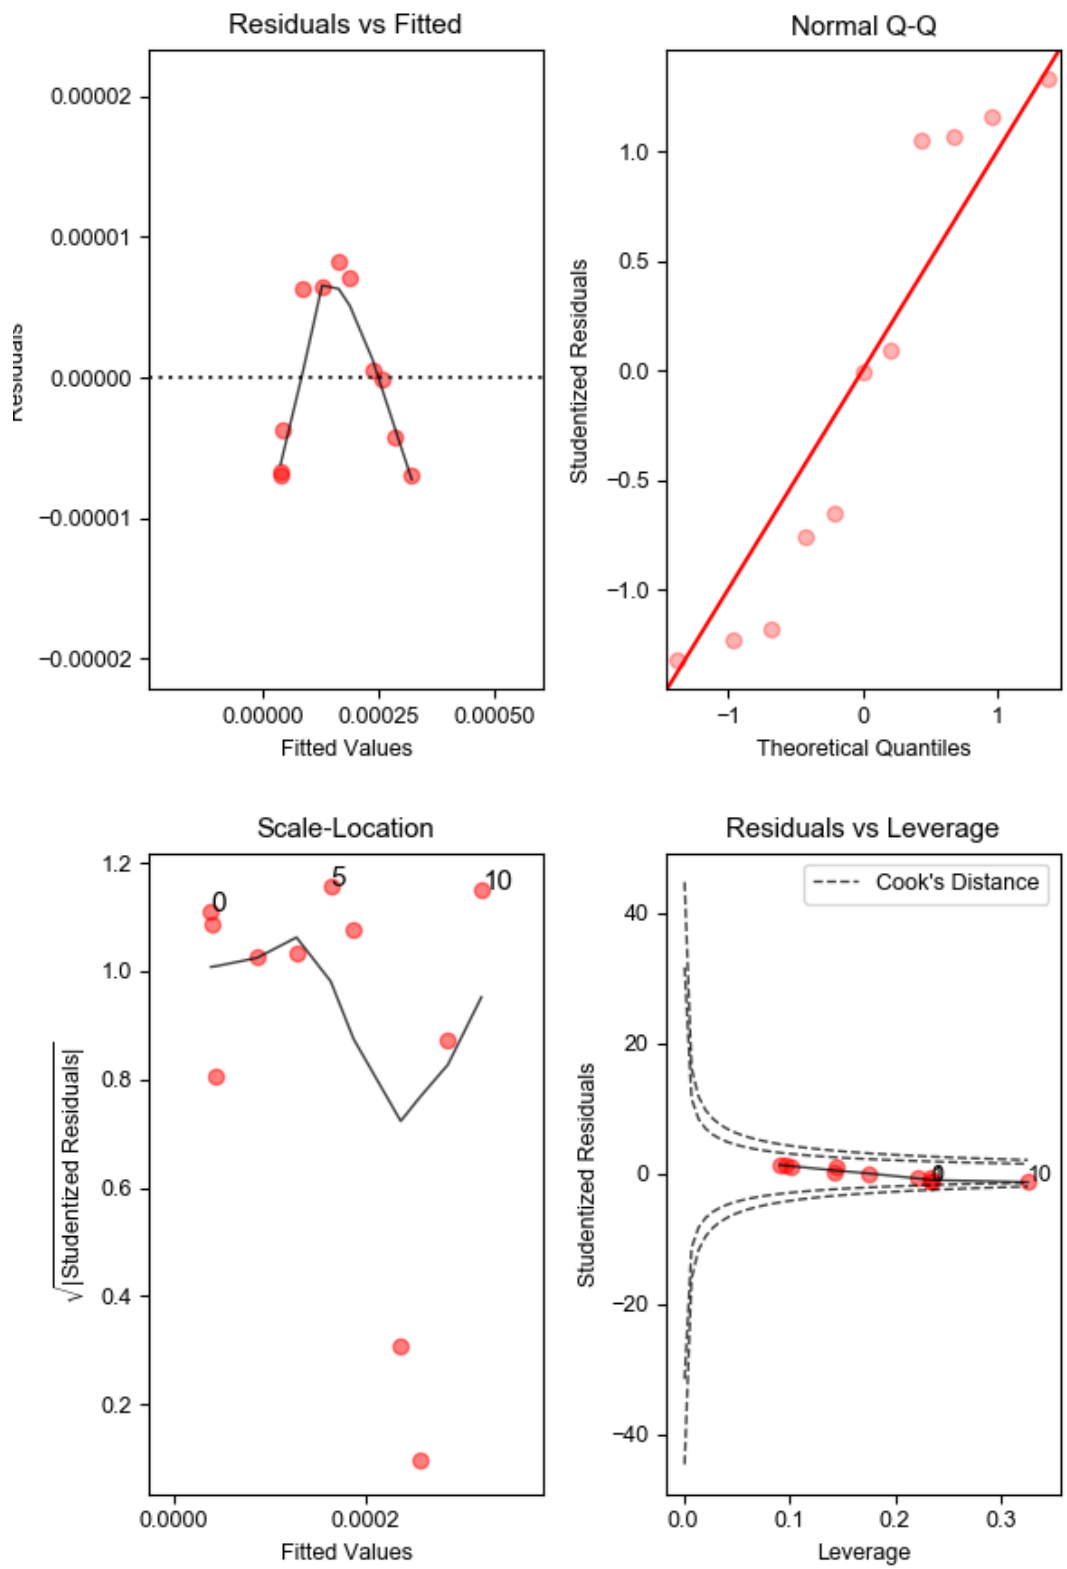 Residuals vs Fitted
0.00002
0.00001
0.00000
−0.00001
−0.00002
Residuals
0.00000 0.00025 0.00050
Fitted Values
Normal Q-Q
1.0
0.5
0.0
−0.5
−1.0
Studentized Residuals
−1 0 1
Theoretical Quantiles
Scale-Location
1.2
1.0
0.8
0.6
0.4
0.2
√|Studentized Residuals|
0
5
10
0.0000 0.0002
Fitted Values
Residuals vs Leverage
Cook's Distance
40
20
0
−20
−40
Studentized Residuals
10
0.0 0.1 0.2 0.3
Leverage